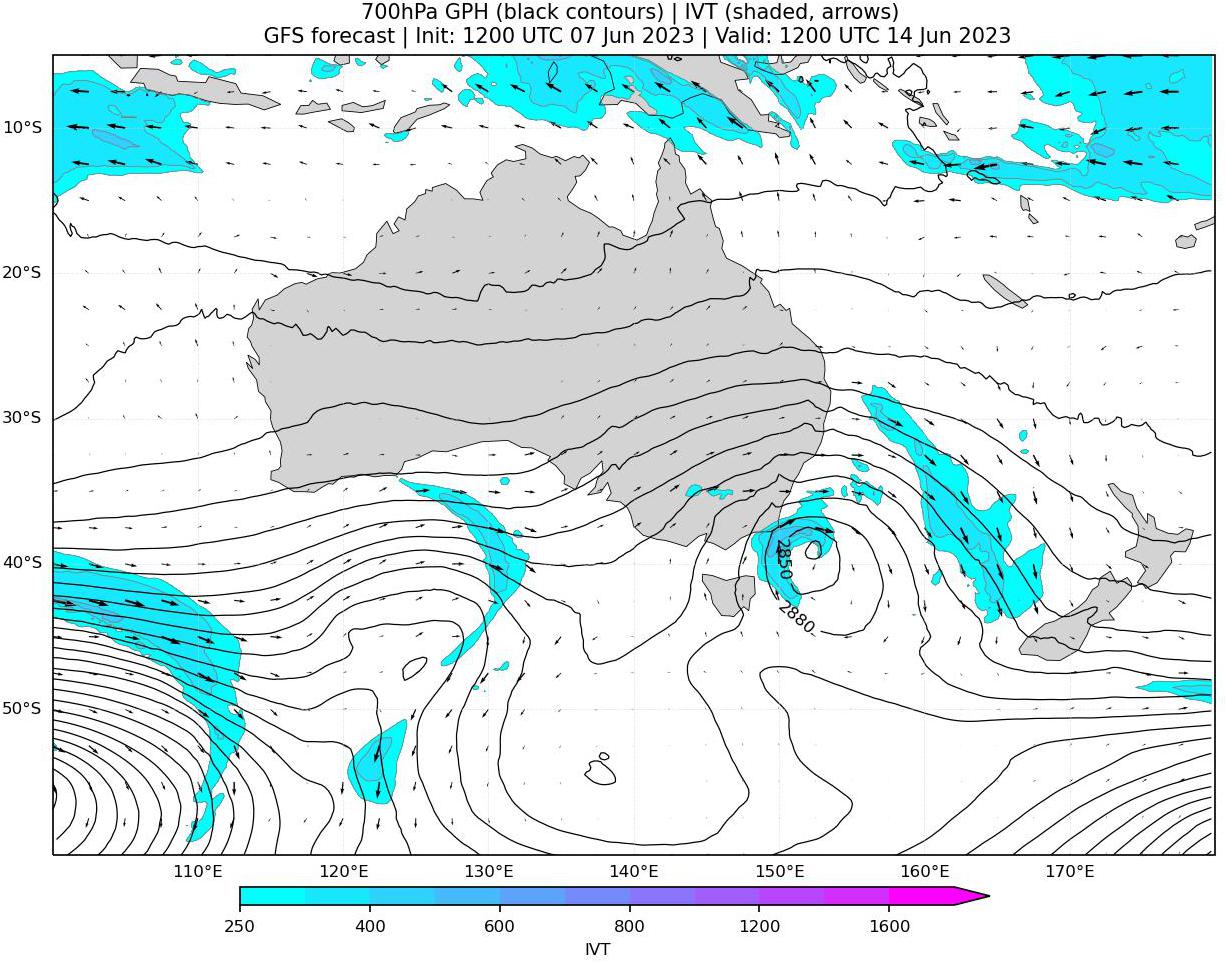 700hPa GPH (black contours) | IVT (shaded, arrows)
GFS forecast | Init: 1200 UTC 07 Jun 2023 | Valid: 1200 UTC 14 Jun 2023
10°S
20°S
30°S
40°S
50°S
2850
2880
110°E 120°E 130°E 140°E 150°E 160°E 170°E
250 400 600 800 1200 1600
IVT